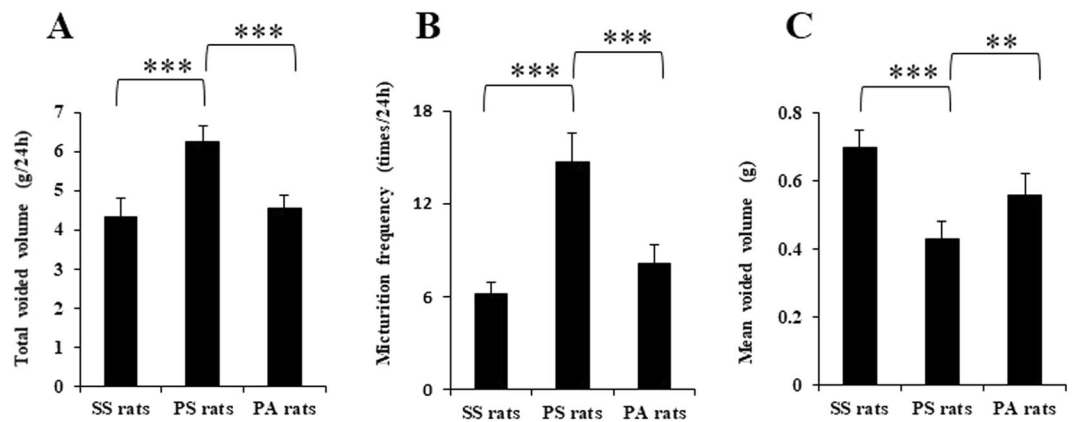 A
***
***
7
6
5
4
3
2
1
0
Total voided volume (g/24h)
SS rats PS rats PA rats
B
***
***
18
12
6
0
Micturition frequency (times/24h)
SS rats PS rats PA rats
C
***
**
0.8
0.6
0.4
0.2
0
Mean voided volume (g)
SS rats PS rats PA rats